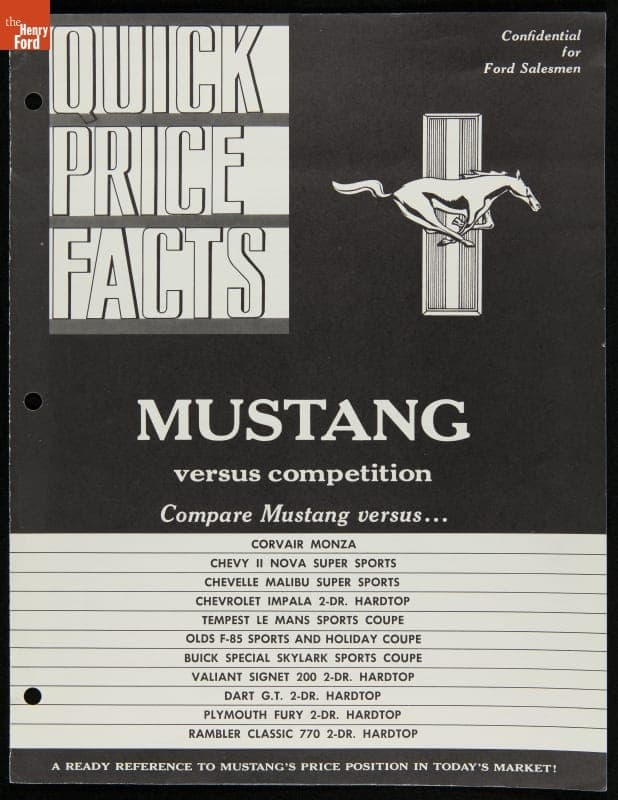 the
Henry
Ford
QUICK
PRICE
FACTS
Confidential
for
Ford Salesmen
MUSTANG
versus competition
Compare Mustang versus...
CORVAIR MONZA
CHEVY II NOVA SUPER SPORTS
CHEVELLE MALIBU SUPER SPORTS
CHEVROLET IMPALA 2-DR. HARDTOP
TEMPEST LE MANS SPORTS COUPE
OLDS F-85 SPORTS AND HOLIDAY COUPE
BUICK SPECIAL SKYLARK SPORTS COUPE
VALIANT SIGNET 200 2-DR. HARDTOP
DART G.T. 2-DR. HARDTOP
PLYMOUTH FURY 2-DR. HARDTOP
RAMBLER CLASSIC 770 2-DR. HARDTOP
A READY REFERENCE TO MUSTANG'S PRICE POSITION IN TODAY'S MARKET!